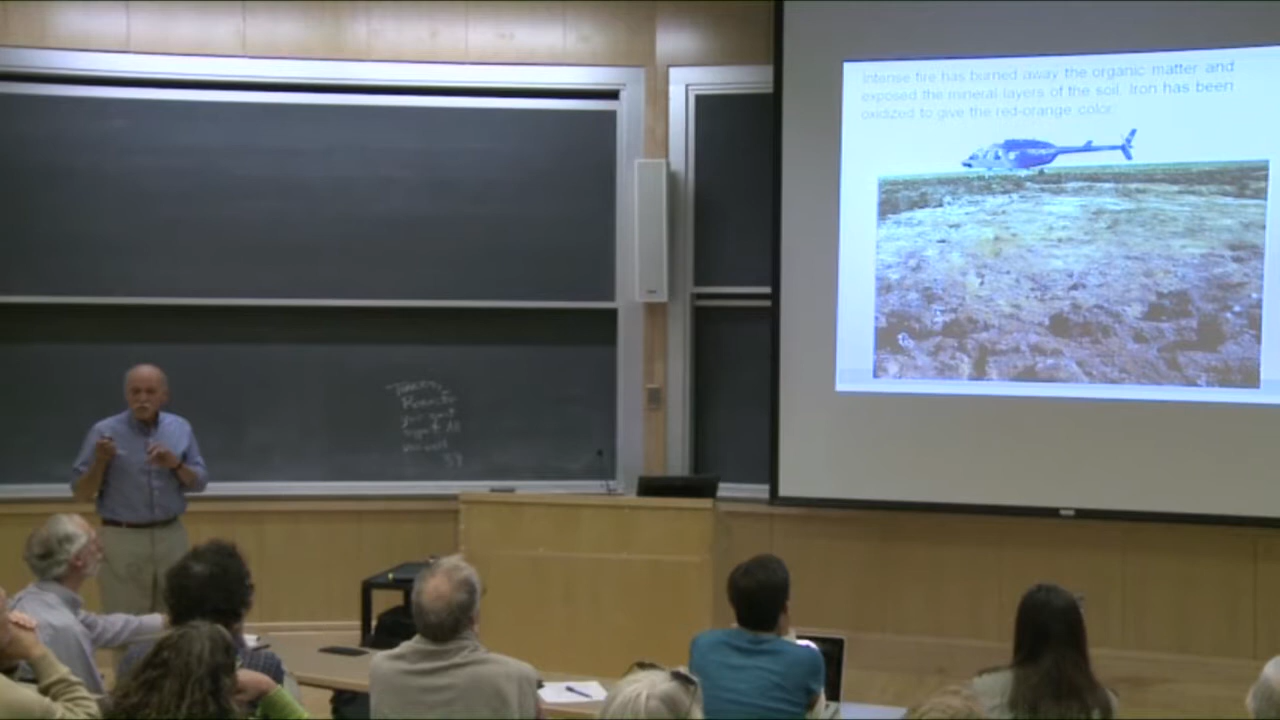 Intense fire has burned away the organic matter and
exposed the mineral layers of the soil. Iron has been
oxidized to give the red-orange color.